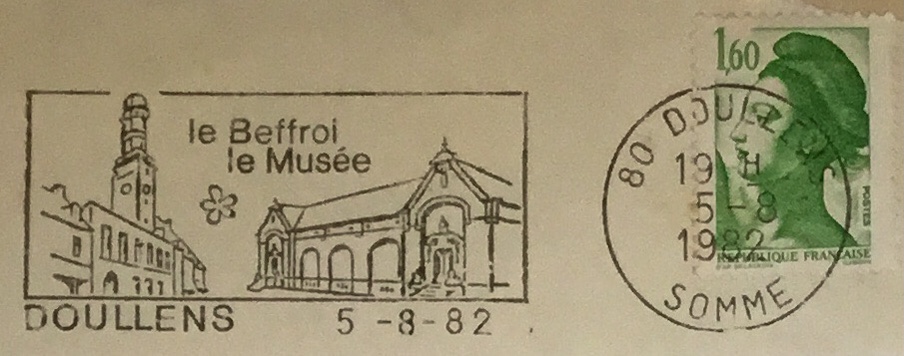 le Beffroi
le Musée
DOULLENS 5-8-82
80 DOULLENS
19 H
5-8
1982
SOMME
1,60
POSTES
REPUBLIQUE FRANÇAISE